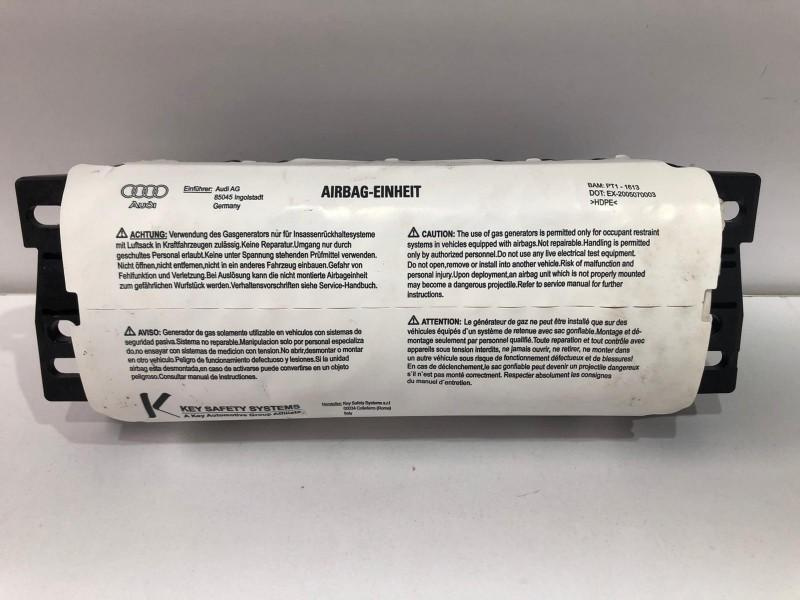 Audi
Einführer: Audi AG
85045 Ingolstadt
Germany
AIRBAG-EINHEIT
BAM: PT1 - 1613
DOT: EX-2005070003
>HDPE<
ACHTUNG: Verwendung des Gasgenerators nür für Insassenrückhaltesysteme
mit Luftsack in Kraftfahrzeugen zulässig.Keine Reparatur.Umgang nur durch
geschultes Personal erlaubt.Keine unter Spannung stehenden Prüfmittel verwenden.
Nicht öffnen,nicht entfernen,nicht in ein anderes Fahrzeug einbauen.Gefahr von
Fehlfunktion und Verletzung.Bei Auslösung kann die nicht montierte Airbageinheit
zum gefährlichen Wurfstück werden.Verhaltensvorschriften siehe Service-Handbuch.
CAUTION: The use of gas generators is permitted only for occupant restraint
systems in vehicles equipped with airbags.Not repairable.Handling is permitted
only by authorized personnel.Do not use any live electrical test equipment.
Do not open,remove or install into another vehicle.Risk of malfunction and
personal injury.Upon deployment,an airbag unit which is not properly mounted
may become a dangerous projectile.Refer to service manual for further
instructions.
AVISO: Generador de gas solamente utilizable en vehículos con sistemas de
seguridad pasiva.Sistema no reparable.Manipulacion solo por personal especializa
do,no ensayar con sistemas de medicion con tension.No abrir,desmontar o montar
en otro vehículo.Peligro de funcionamiento defectuoso y lesiones.Si la unidad
airbag esta desmontada,en caso de activarse puede convertirse en un objeto
peligroso.Consultar manual de instrucciones.
ATTENTION: Le générateur de gaz ne peut être installé que sur des
véhicules équipés d'un système de retenue avec sac gonflable.Montage et dé-
montage seulement par personnel qualifié.Toute reparation et tout contrôle avec
appareils sous tension interdits, ne jamais ouvrir, ne retirer, ne monter dans
un autre véhicule sous risque de fonctionnement défectueux et de blessures!
En cas de déclenchement,le sac gonflable peut devenir un projectile dangereux
s'il n'est pas monté correctement. Respecter absolument les consignes
du manuel d'entretien.
K KEY SAFETY SYSTEMS
A Key Automotive Group Affiliate
Hersteller: Key Safety Systems s.r.l
00034 Colleferro (Roma)
Italy